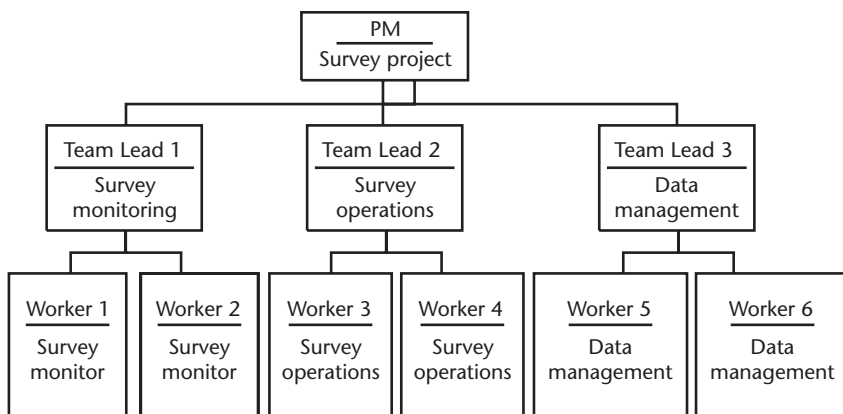 PM
Survey project
Team Lead 1
Survey
monitoring
Team Lead 2
Survey
operations
Team Lead 3
Data
management
Worker 1
Survey
monitor
Worker 2
Survey
monitor
Worker 3
Survey
operations
Worker 4
Survey
operations
Worker 5
Data
management
Worker 6
Data
management